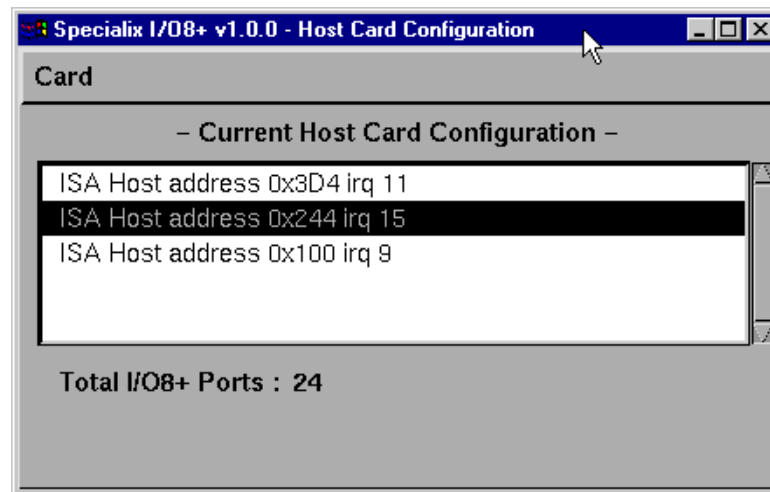 Specialix I/O8+ v1.0.0 - Host Card Configuration
Card
– Current Host Card Configuration –
ISA Host address 0x3D4 irq 11
ISA Host address 0x244 irq 15
ISA Host address 0x100 irq 9
Total I/O8+ Ports : 24